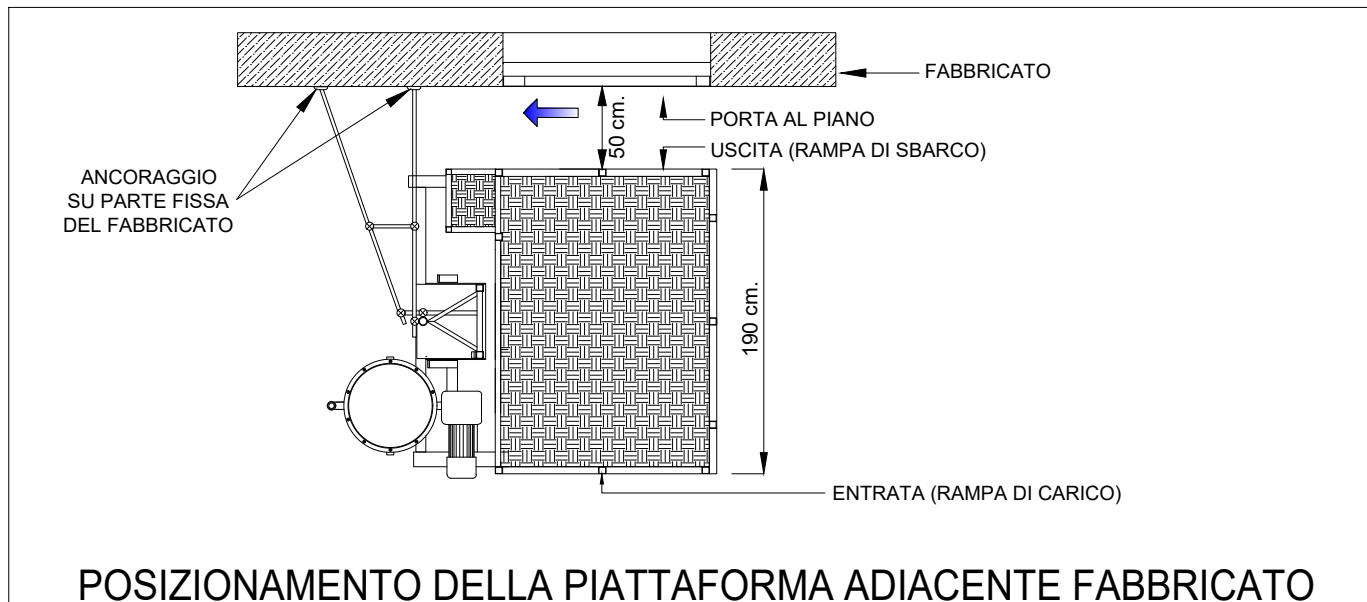 FABBRICATO
PORTA AL PIANO
50 cm.
USCITA (RAMPA DI SBARCO)
ANCORAGGIO
SU PARTE FISSA
DEL FABBRICATO
190 cm.
ENTRATA (RAMPA DI CARICO)
POSIZIONAMENTO DELLA PIATTAFORMA ADIACENTE FABBRICATO